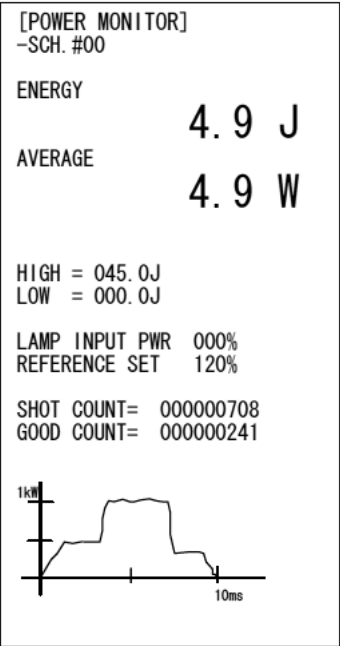 [POWER MONITOR]
-SCH.#00
ENERGY
4.9 J
AVERAGE
4.9 W
HIGH = 045.0J
LOW = 000.0J
LAMP INPUT PWR 000%
REFERENCE SET 120%
SHOT COUNT= 000000708
GOOD COUNT= 000000241
1kW
10ms